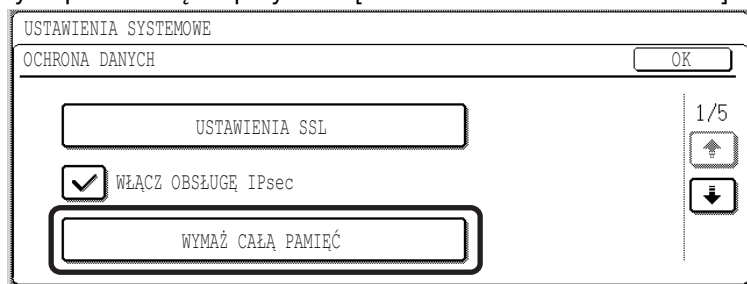 USTAWIENIA SYSTEMOWE
OCHRONA DANYCH
OK
USTAWIENIA SSL
1/5
WŁĄCZ OBSŁUGĘ IPsec
WYMAŻ CAŁĄ PAMIĘĆ